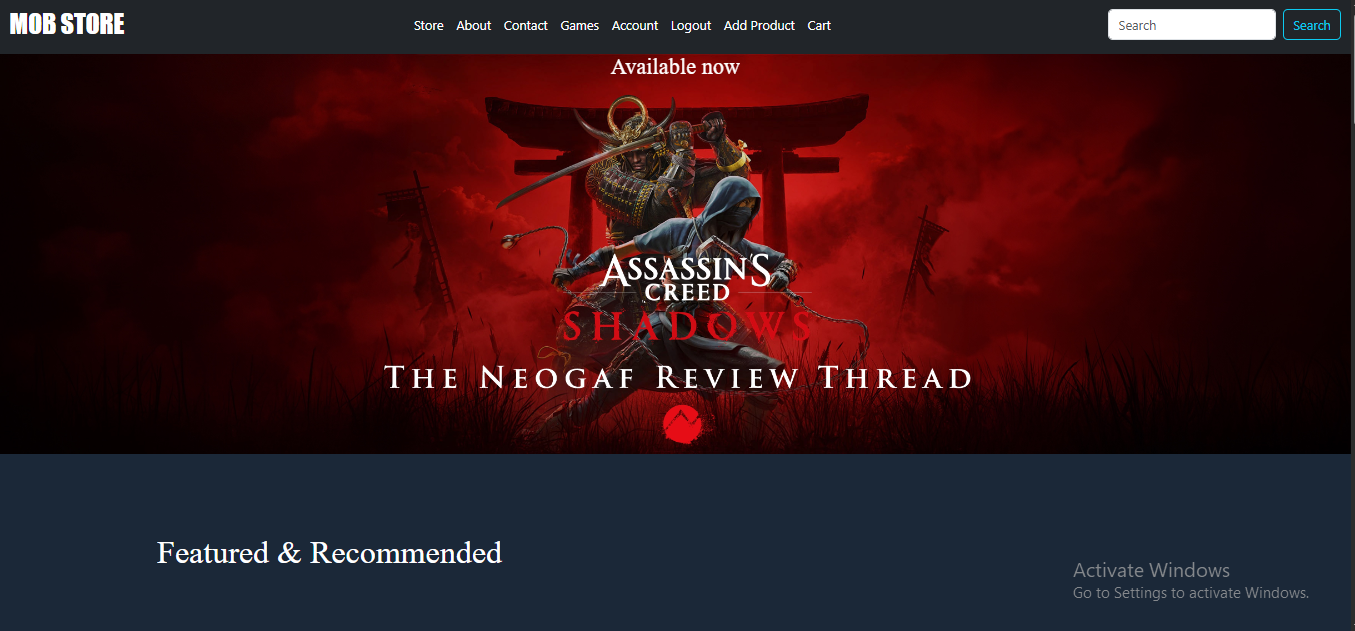 MOB STORE
Store About Contact Games Account Logout Add Product Cart
Search Search
Available now
ASSASSIN'S
CREED
SHADOWS
THE NEOGAF REVIEW THREAD
Featured & Recommended
Activate Windows
Go to Settings to activate Windows.